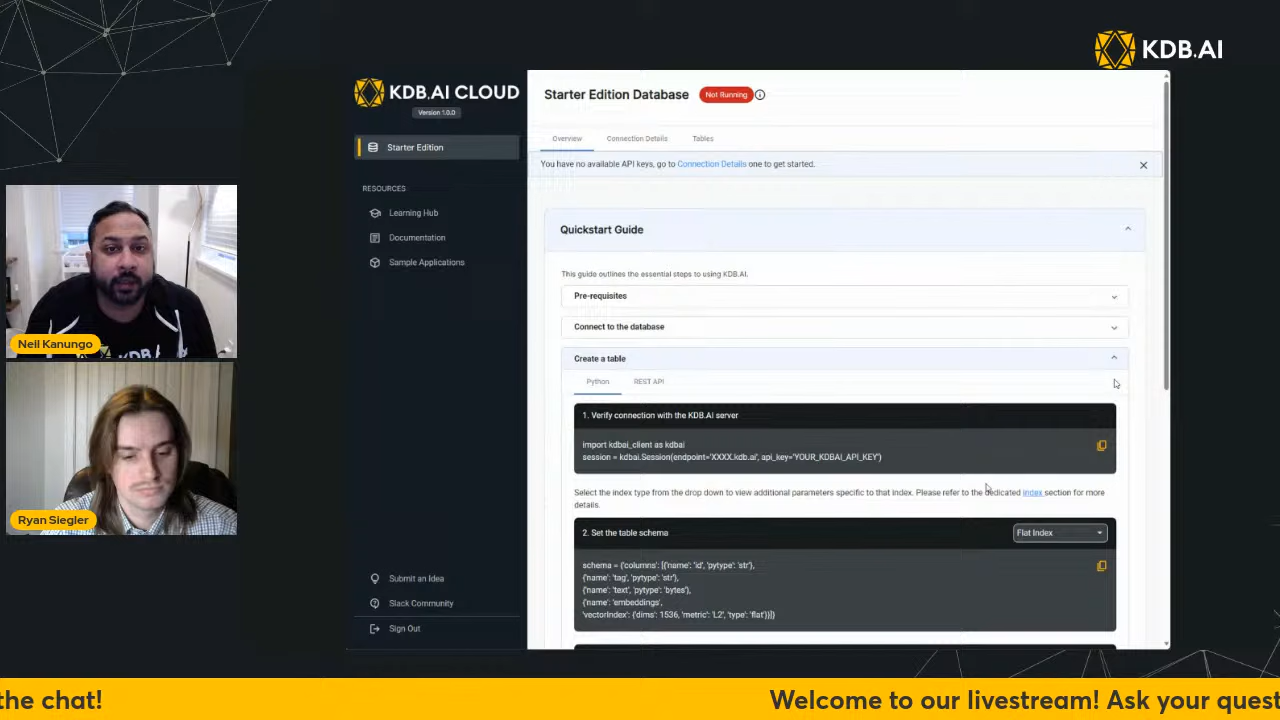 KDB.AI
KDB.AI CLOUD
Version 1.0.0
Starter Edition
RESOURCES
Learning Hub
Documentation
Sample Applications
Submit an Idea
Slack Community
Sign Out
Starter Edition Database
Not Running
Overview
Connection Details
Tables
You have no available API keys, go to Connection Details one to get started.
Quickstart Guide
This guide outlines the essential steps to using KDB.AI.
Pre-requisites
Connect to the database
Create a table
Python
REST API
1. Verify connection with the KDB.AI server
import kdbai_client as kdbai
session = kdbai.Session(endpoint='XXXX.kdb.ai', api_key='YOUR_KDBAI_API_KEY')
Select the index type from the drop down to view additional parameters specific to that index. Please refer to the dedicated index section for more
details.
2. Set the table schema
Flat Index
schema = {'columns': [{'name': 'id', 'pytype': 'str'},
{'name': 'tag', 'pytype': 'str'},
{'name': 'text', 'pytype': 'bytes'},
{'name': 'embeddings',
'vectorIndex': {'dims': 1536, 'metric': 'L2', 'type': 'flat'}}]}
Neil Kanungo
Ryan Siegler
the chat!
Welcome to our livestream! Ask your quest